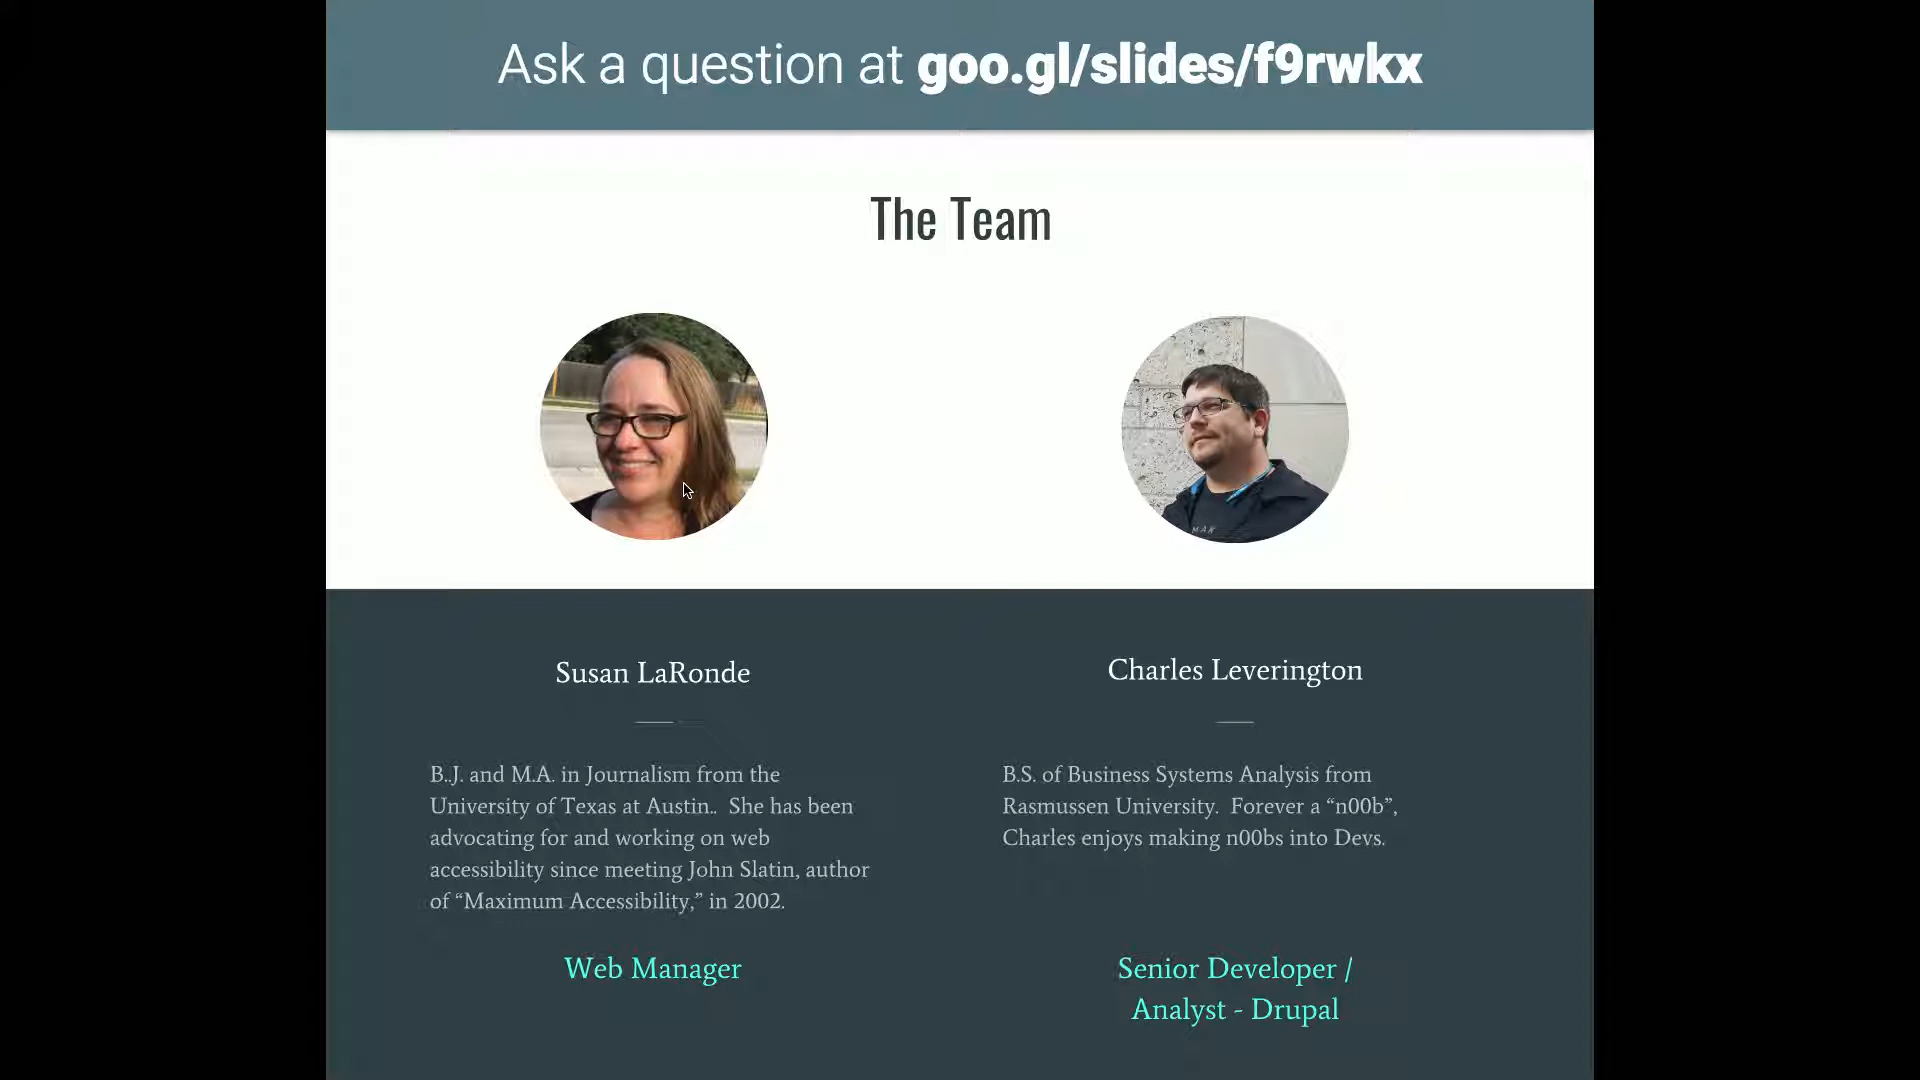 Ask a question at goo.gl/slides/f9rwkx
The Team
MAK
Susan LaRonde
B.J. and M.A. in Journalism from the
University of Texas at Austin..  She has been
advocating for and working on web
accessibility since meeting John Slatin, author
of “Maximum Accessibility,” in 2002.
Web Manager
Charles Leverington
B.S. of Business Systems Analysis from
Rasmussen University.  Forever a “n00b”,
Charles enjoys making n00bs into Devs.
Senior Developer /
Analyst - Drupal